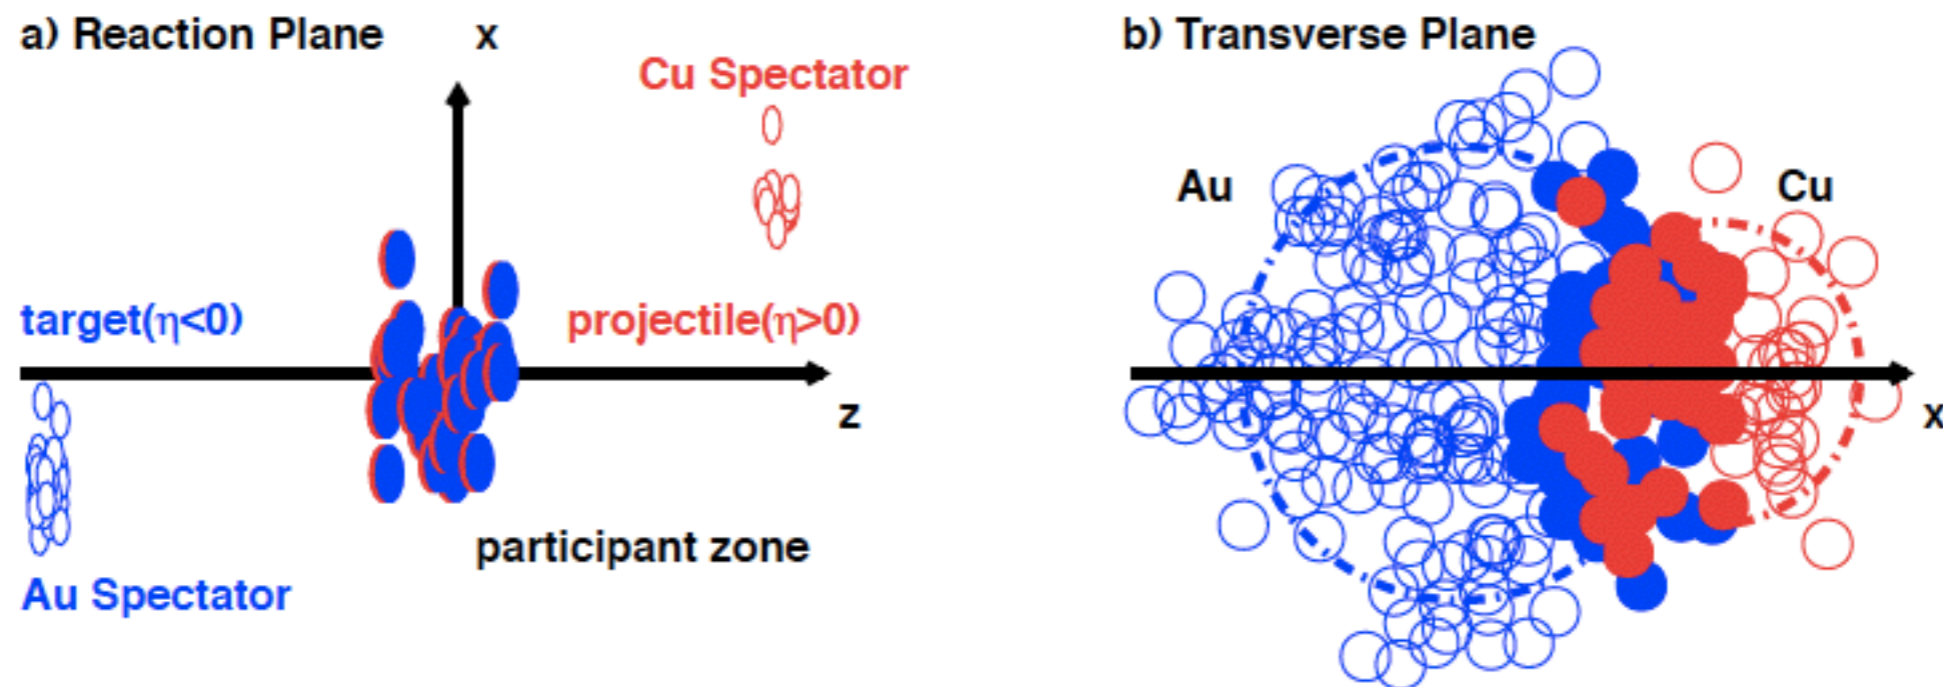 a) Reaction Plane
x
Cu Spectator
target(η<0)
projectile(η>0)
z
participant zone
Au Spectator
b) Transverse Plane
Au
Cu
x